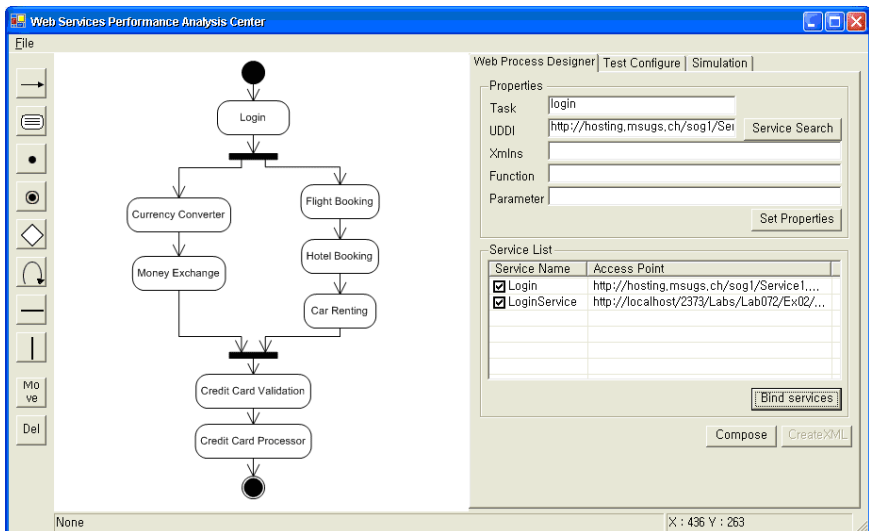 Web Services Performance Analysis Center
File
Web Process Designer Test Configure Simulation
Properties
Task login
UDDI http://hosting,msugs,ch/sog1/Ser Service Search
Xmlns
Function
Parameter
Set Properties
Service List
Service Name Access Point
Login http://hosting,msugs,ch/sog1/Service1,...
LoginService http://localhost/2373/Labs/Lab072/Ex02/...
Bind services
Compose CreateXML
Mo
ve
Del
Login
Currency Converter
Flight Booking
Money Exchange
Hotel Booking
Car Renting
Credit Card Validation
Credit Card Processor
None X : 436 Y : 263